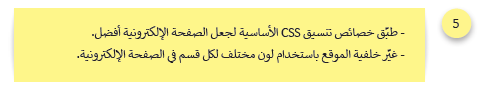 5
- طبّق خصائص تنسيق CSS الأساسية لجعل الصفحة الإلكترونية أفضل.
- غيّر خلفية الموقع باستخدام لون مختلف لكل قسم في الصفحة الإلكترونية.